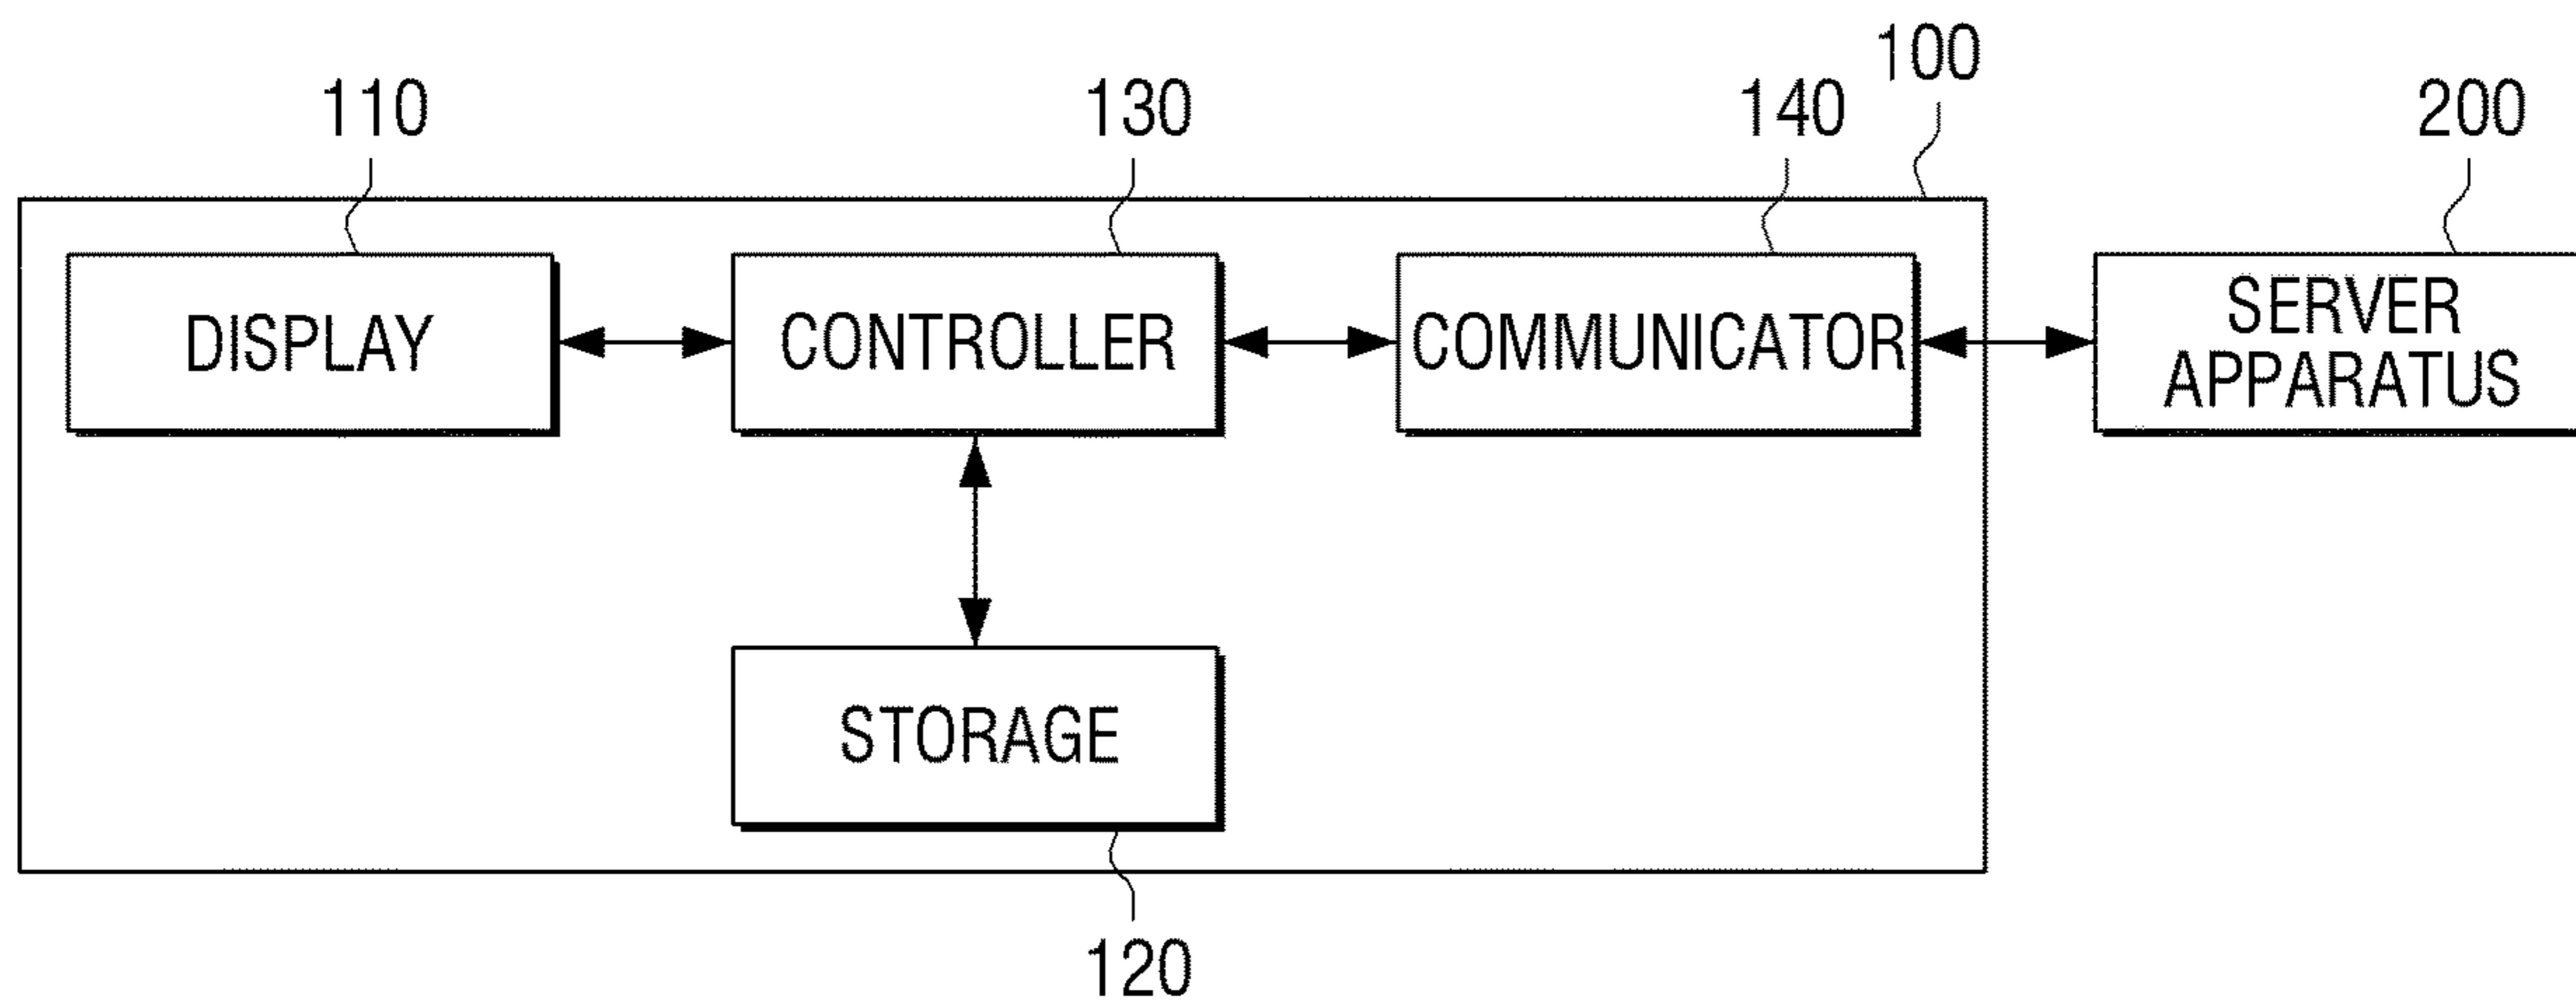 100
110
130
140
200
DISPLAY
CONTROLLER
COMMUNICATOR
SERVER
APPARATUS
STORAGE
120